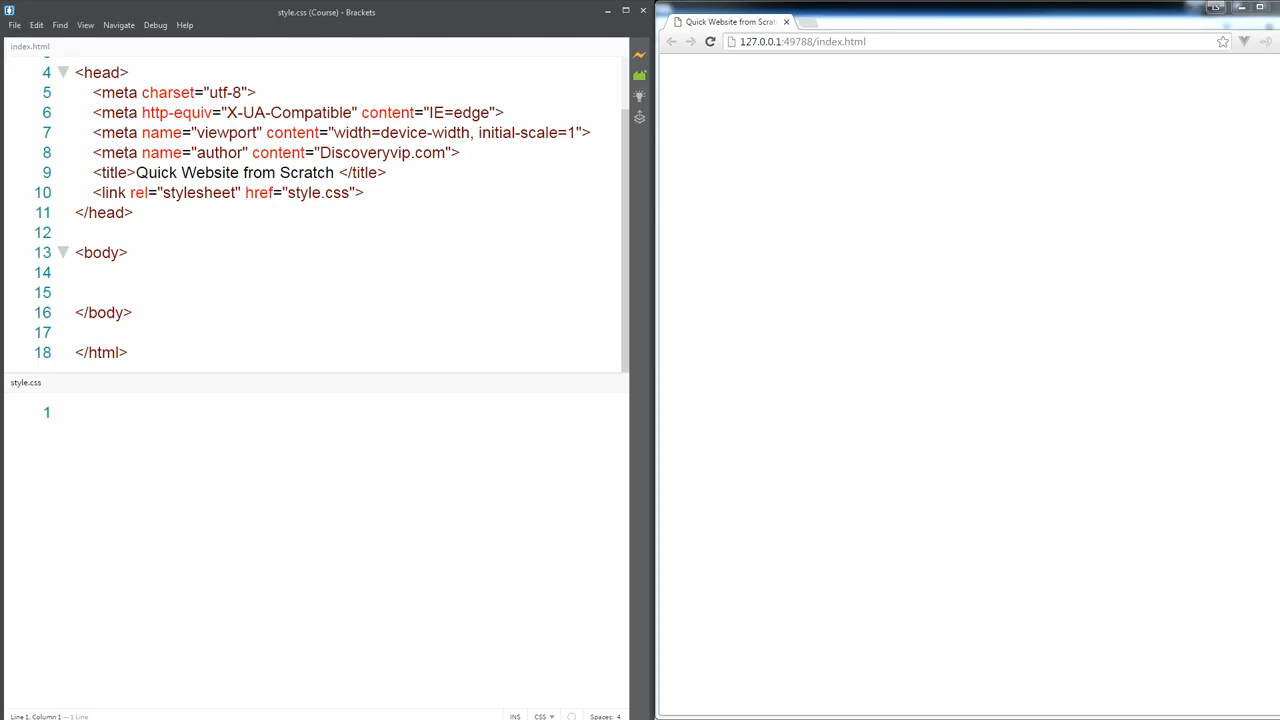 style.css (Course) - Brackets
File Edit Find View Navigate Debug Help
index.html
4 <head>
5 <meta charset="utf-8">
6 <meta http-equiv="X-UA-Compatible" content="IE=edge">
7 <meta name="viewport" content="width=device-width, initial-scale=1">
8 <meta name="author" content="Discoveryvip.com">
9 <title>Quick Website from Scratch </title>
10 <link rel="stylesheet" href="style.css">
11 </head>
12
13 <body>
14
15
16 </body>
17
18 </html>
style.css
1
Line 1, Column 1 — 1 Line
INS CSS Spaces: 4
Quick Website from Scrat
127.0.0.1:49788/index.html